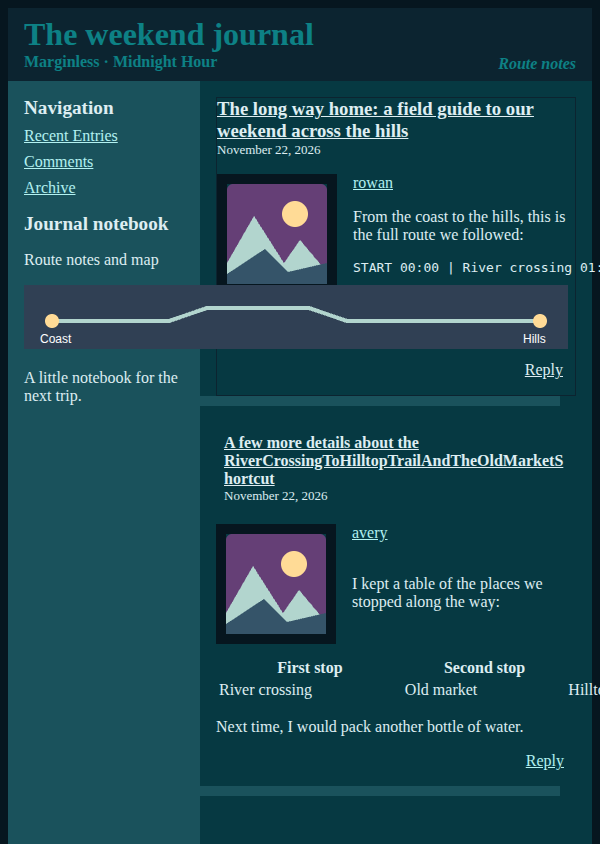 The weekend journal
Marginless · Midnight Hour
Route notes
Navigation
Recent Entries
Comments
Archive
Journal notebook
Route notes and map
Coast
Hills
A little notebook for the
next trip.
The long way home: a field guide to our
weekend across the hills
November 22, 2026
rowan
From the coast to the hills, this is
the full route we followed:
START 00:00 | River crossing 01:
Reply
A few more details about the
RiverCrossingToHilltopTrailAndTheOldMarketS
hortcut
November 22, 2026
avery
I kept a table of the places we
stopped along the way:
First stop Second stop
River crossing Old market
Next time, I would pack another bottle of water.
Reply